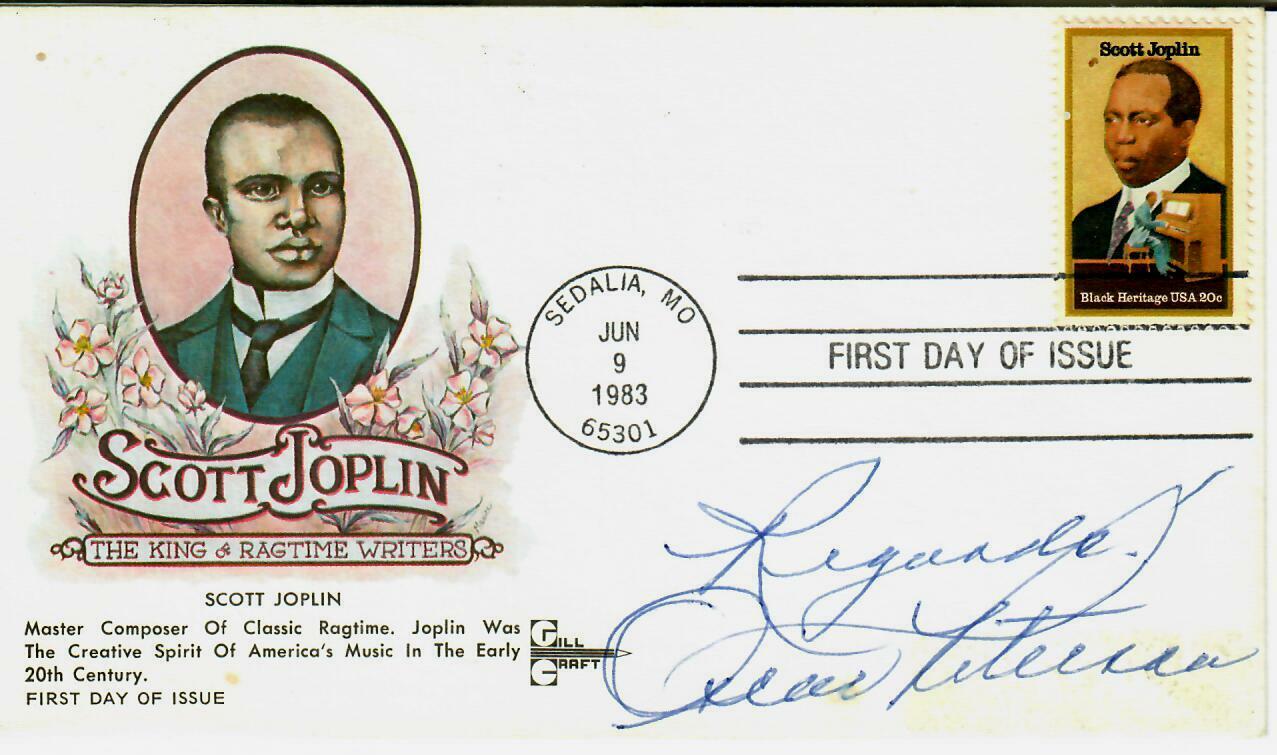 Scott Joplin
Black Heritage USA 20c
SEDALIA, MO
JUN
9
1983
65301
FIRST DAY OF ISSUE
SCOTT JOPLIN
THE KING of RAGTIME WRITERS
SCOTT JOPLIN
Master Composer Of Classic Ragtime. Joplin Was
The Creative Spirit Of America's Music In The Early
20th Century.
FIRST DAY OF ISSUE
GILL
CRAFT
Regards!
Oscar Peterson